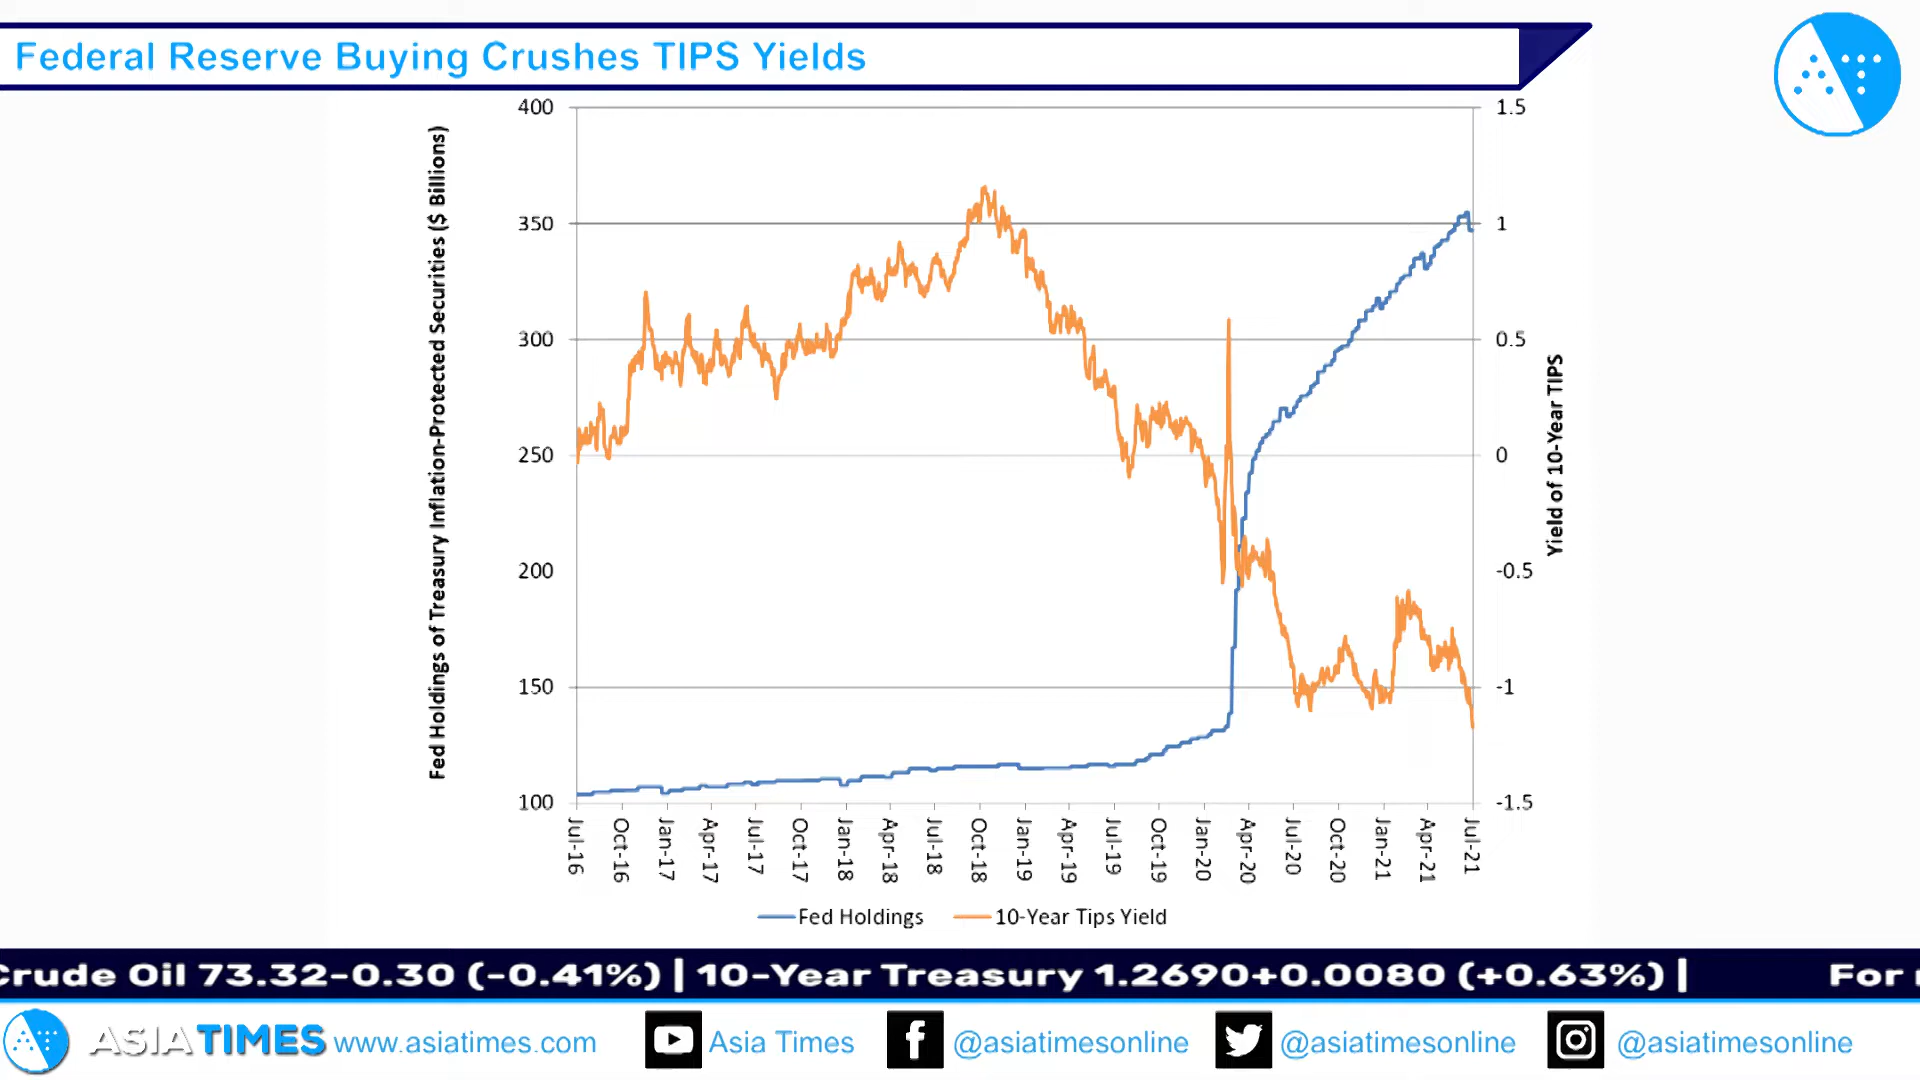 Federal Reserve Buying Crushes TIPS Yields
AT
Fed Holdings of Treasury Inflation-Protected Securities ($ Billions)
400
350
300
250
200
150
100
1.5
1
0.5
0
-0.5
-1
-1.5
Yield of 10-Year TIPS
Jul-16
Oct-16
Jan-17
Apr-17
Jul-17
Oct-17
Jan-18
Apr-18
Jul-18
Oct-18
Jan-19
Apr-19
Jul-19
Oct-19
Jan-20
Apr-20
Jul-20
Oct-20
Jan-21
Apr-21
Jul-21
Fed Holdings
10-Year Tips Yield
Crude Oil 73.32-0.30 (-0.41%) | 10-Year Treasury 1.2690+0.0080 (+0.63%) | For
AT ASIA TIMES www.asiatimes.com Asia Times @asiatimesonline @asiatimesonline @asiatimesonline